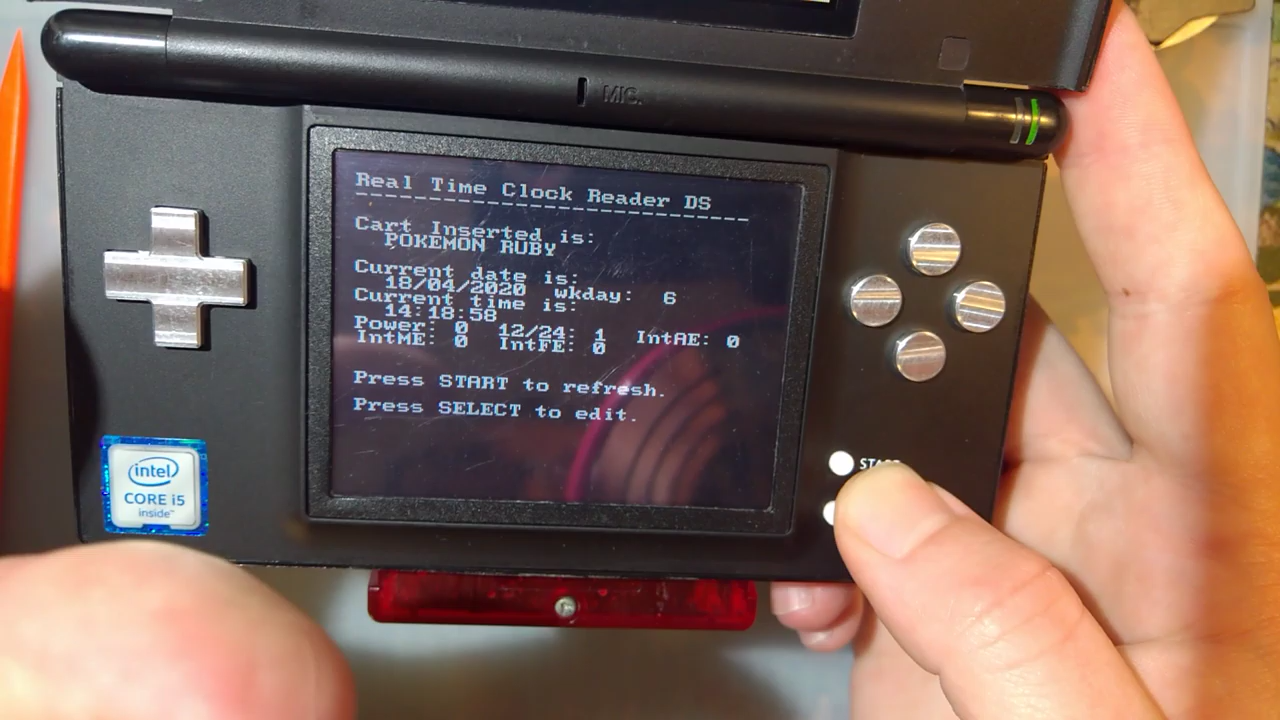 MIC.
Real Time Clock Reader DS
--------------------------------
Cart Inserted is:
POKEMON RUBY
Current date is:
18/04/2020 wkday: 6
Current time is:
14:18:58
Power: 0 12/24: 1 IntAE: 0
IntME: 0 IntFE: 0
Press START to refresh.
Press SELECT to edit.
START
intel
CORE i5
inside™